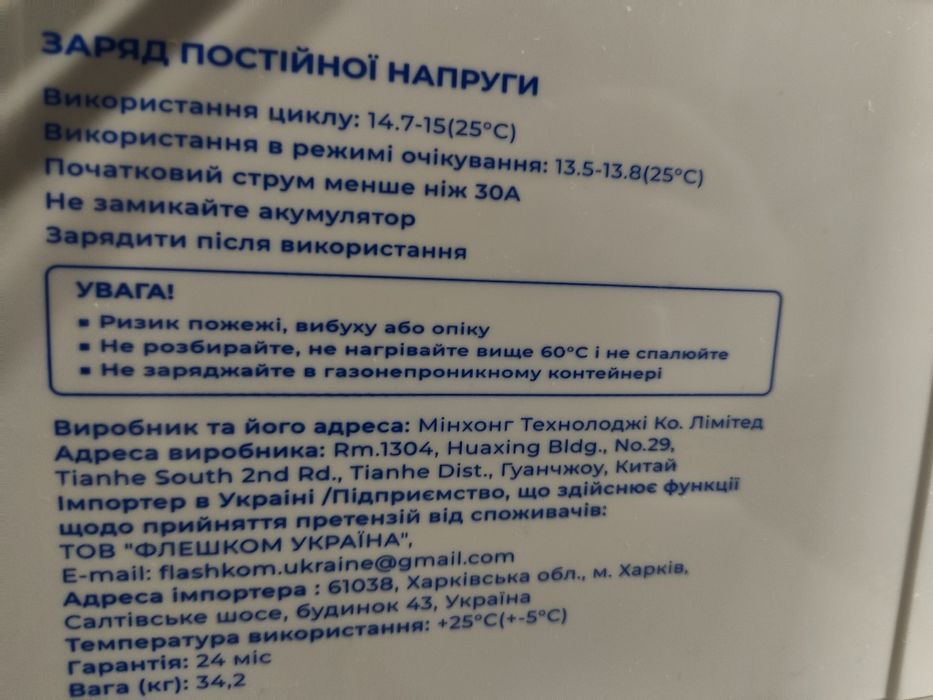 ЗАРЯД ПОСТІЙНОЇ НАПРУГИ
Використання циклу: 14.7-15(25°C)
Використання в режимі очікування: 13.5-13.8(25°C)
Початковий струм менше ніж 30А
Не замикайте акумулятор
Зарядити після використання
УВАГА!
▪ Ризик пожежі, вибуху або опіку
▪ Не розбирайте, не нагрівайте вище 60°C і не спалюйте
▪ Не заряджайте в газонепроникному контейнері
Виробник та його адреса: Мінхонг Технолоджі Ко. Лімітед
Адреса виробника: Rm.1304, Huaxing Bldg., No.29,
Tianhe South 2nd Rd., Tianhe Dist., Гуанчжоу, Китай
Імпортер в Україні /Підприємство, що здійснює функції
щодо прийняття претензій від споживачів:
ТОВ "ФЛЕШКОМ УКРАЇНА",
E-mail: flashkom.ukraine@gmail.com
Адреса імпортера : 61038, Харківська обл., м. Харків,
Салтівське шосе, будинок 43, Україна
Температура використання: +25°C(+-5°C)
Гарантія: 24 міс
Вага (кг): 34,2